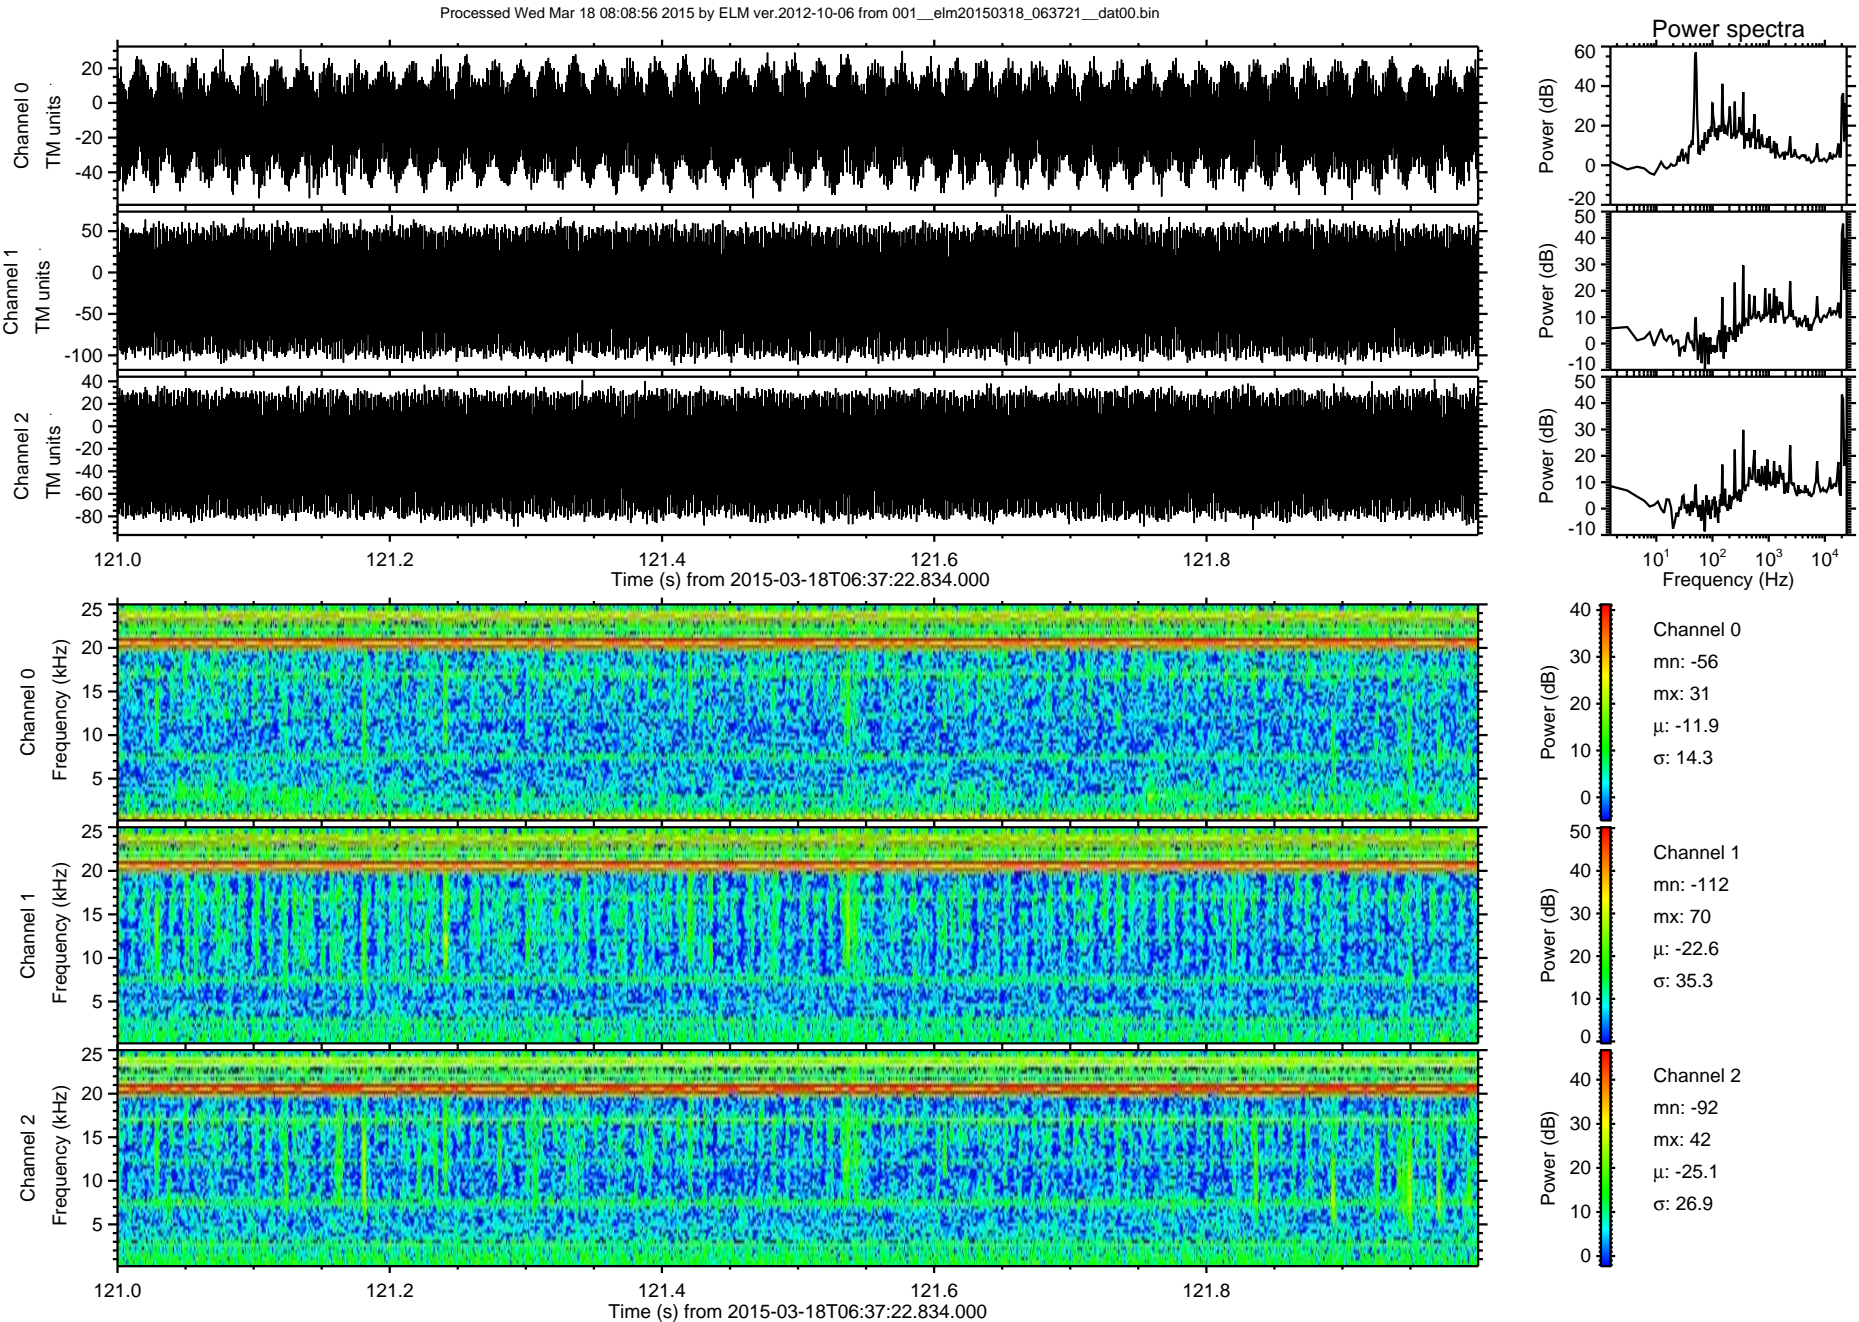 Processed Wed Mar 18 08:08:56 2015 by ELM ver.2012-10-06 from 001__elm20150318_063721__dat00.bin
Power spectra
Channel 0
TM units
20
0
-20
-40
Power (dB)
60
40
20
0
-20
Channel 1
TM units
50
0
-50
-100
Power (dB)
50
40
30
20
10
0
-10
Channel 2
TM units
40
20
0
-20
-40
-60
-80
Power (dB)
50
40
30
20
10
0
-10
121.0 121.2 121.4 121.6 121.8
Time (s) from 2015-03-18T06:37:22.834.000
10¹ 10² 10³ 10⁴
Frequency (Hz)
Channel 0
Frequency (kHz)
25
20
15
10
5
Power (dB)
40
30
20
10
0
Channel 0
mn: -56
mx: 31
μ: -11.9
σ: 14.3
Channel 1
Frequency (kHz)
25
20
15
10
5
Power (dB)
50
40
30
20
10
0
Channel 1
mn: -112
mx: 70
μ: -22.6
σ: 35.3
Channel 2
Frequency (kHz)
25
20
15
10
5
Power (dB)
40
30
20
10
0
Channel 2
mn: -92
mx: 42
μ: -25.1
σ: 26.9
121.0 121.2 121.4 121.6 121.8
Time (s) from 2015-03-18T06:37:22.834.000